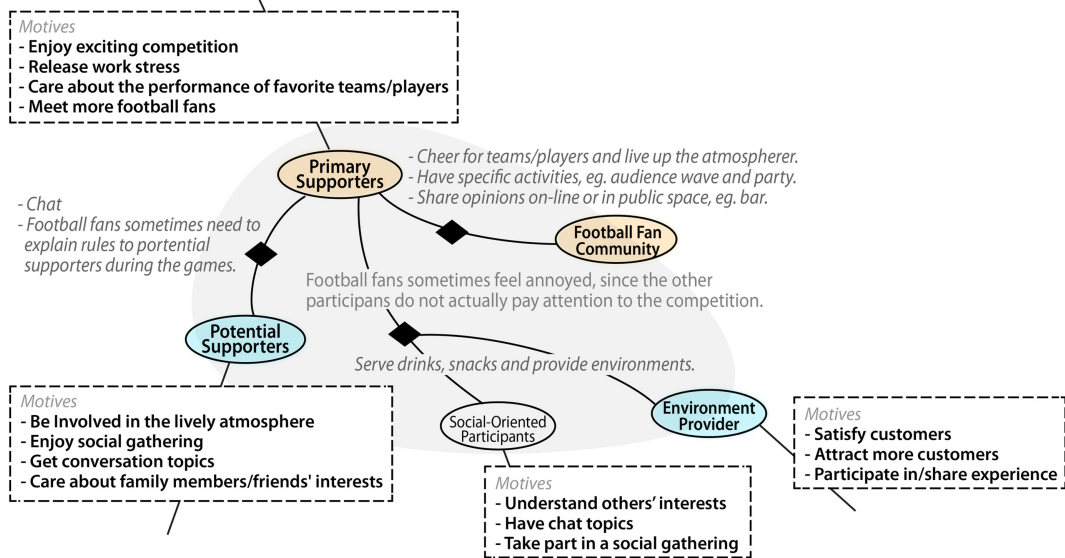 Motives
- Enjoy exciting competition
- Release work stress
- Care about the performance of favorite teams/players
- Meet more football fans
Primary
Supporters
- Cheer for teams/players and live up the atmospherer.
- Have specific activities, eg. audience wave and party.
- Share opinions on-line or in public space, eg. bar.
- Chat
- Football fans sometimes need to
explain rules to portential
supporters during the games.
Football Fan
Community
Football fans sometimes feel annoyed, since the other
participans do not actually pay attention to the competition.
Potential
Supporters
Serve drinks, snacks and provide environments.
Motives
- Be Involved in the lively atmosphere
- Enjoy social gathering
- Get conversation topics
- Care about family members/friends' interests
Social-Oriented
Participants
Environment
Provider
Motives
- Satisfy customers
- Attract more customers
- Participate in/share experience
Motives
- Understand others’ interests
- Have chat topics
- Take part in a social gathering